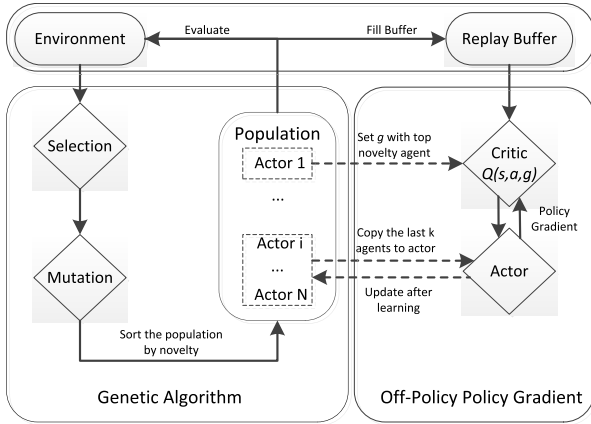 Environment
Evaluate
Fill Buffer
Replay Buffer
Selection
Population
Actor 1
...
Actor i
...
Actor N
Set g with top
novelty agent
Critic
Q(s,a,g)
Policy
Gradient
Copy the last k
agents to actor
Actor
Update after
learning
Mutation
Sort the population
by novelty
Genetic Algorithm
Off-Policy Policy Gradient